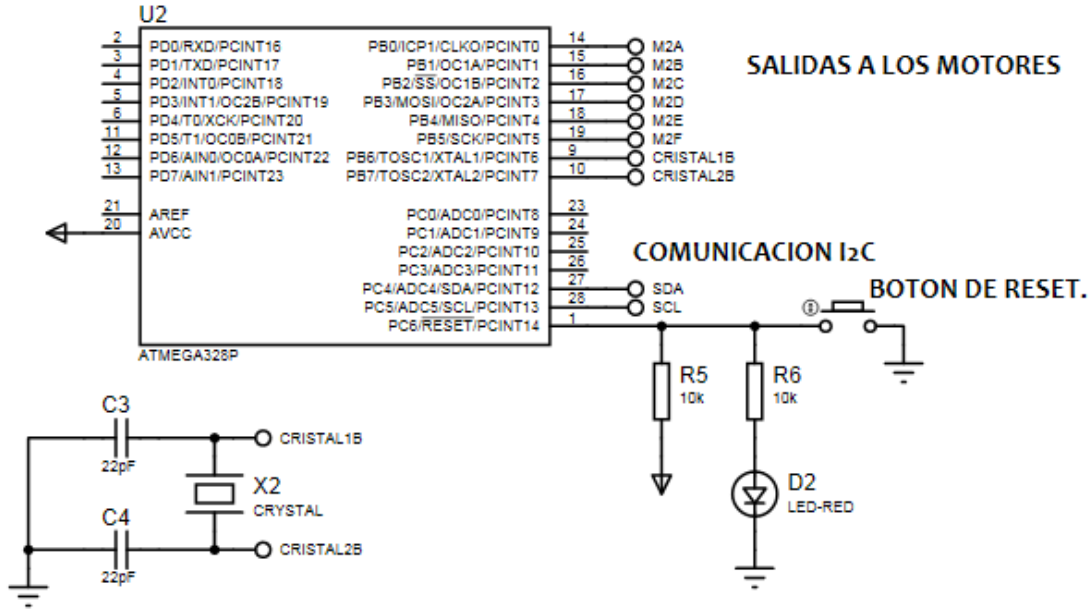 U2
2 PD0/RXD/PCINT16 PB0/ICP1/CLKO/PCINT0 14 M2A
3 PD1/TXD/PCINT17 PB1/OC1A/PCINT1 15 M2B
4 PD2/INT0/PCINT18 PB2/SS/OC1B/PCINT2 16 M2C
5 PD3/INT1/OC2B/PCINT19 PB3/MOSI/OC2A/PCINT3 17 M2D
6 PD4/T0/XCK/PCINT20 PB4/MISO/PCINT4 18 M2E
11 PD5/T1/OC0B/PCINT21 PB5/SCK/PCINT5 19 M2F
12 PD6/AIN0/OC0A/PCINT22 PB6/TOSC1/XTAL1/PCINT6 9 CRISTAL1B
13 PD7/AIN1/PCINT23 PB7/TOSC2/XTAL2/PCINT7 10 CRISTAL2B
SALIDAS A LOS MOTORES
21 AREF PC0/ADC0/PCINT8 23
20 AVCC PC1/ADC1/PCINT9 24
PC2/ADC2/PCINT10 25
PC3/ADC3/PCINT11 26
PC4/ADC4/SDA/PCINT12 27 SDA
PC5/ADC5/SCL/PCINT13 28 SCL
PC6/RESET/PCINT14 1
COMUNICACION I2C
BOTON DE RESET.
ATMEGA328P
R5
10k
R6
10k
D2
LED-RED
C3
22pF
CRISTAL1B
X2
CRYSTAL
C4
22pF
CRISTAL2B